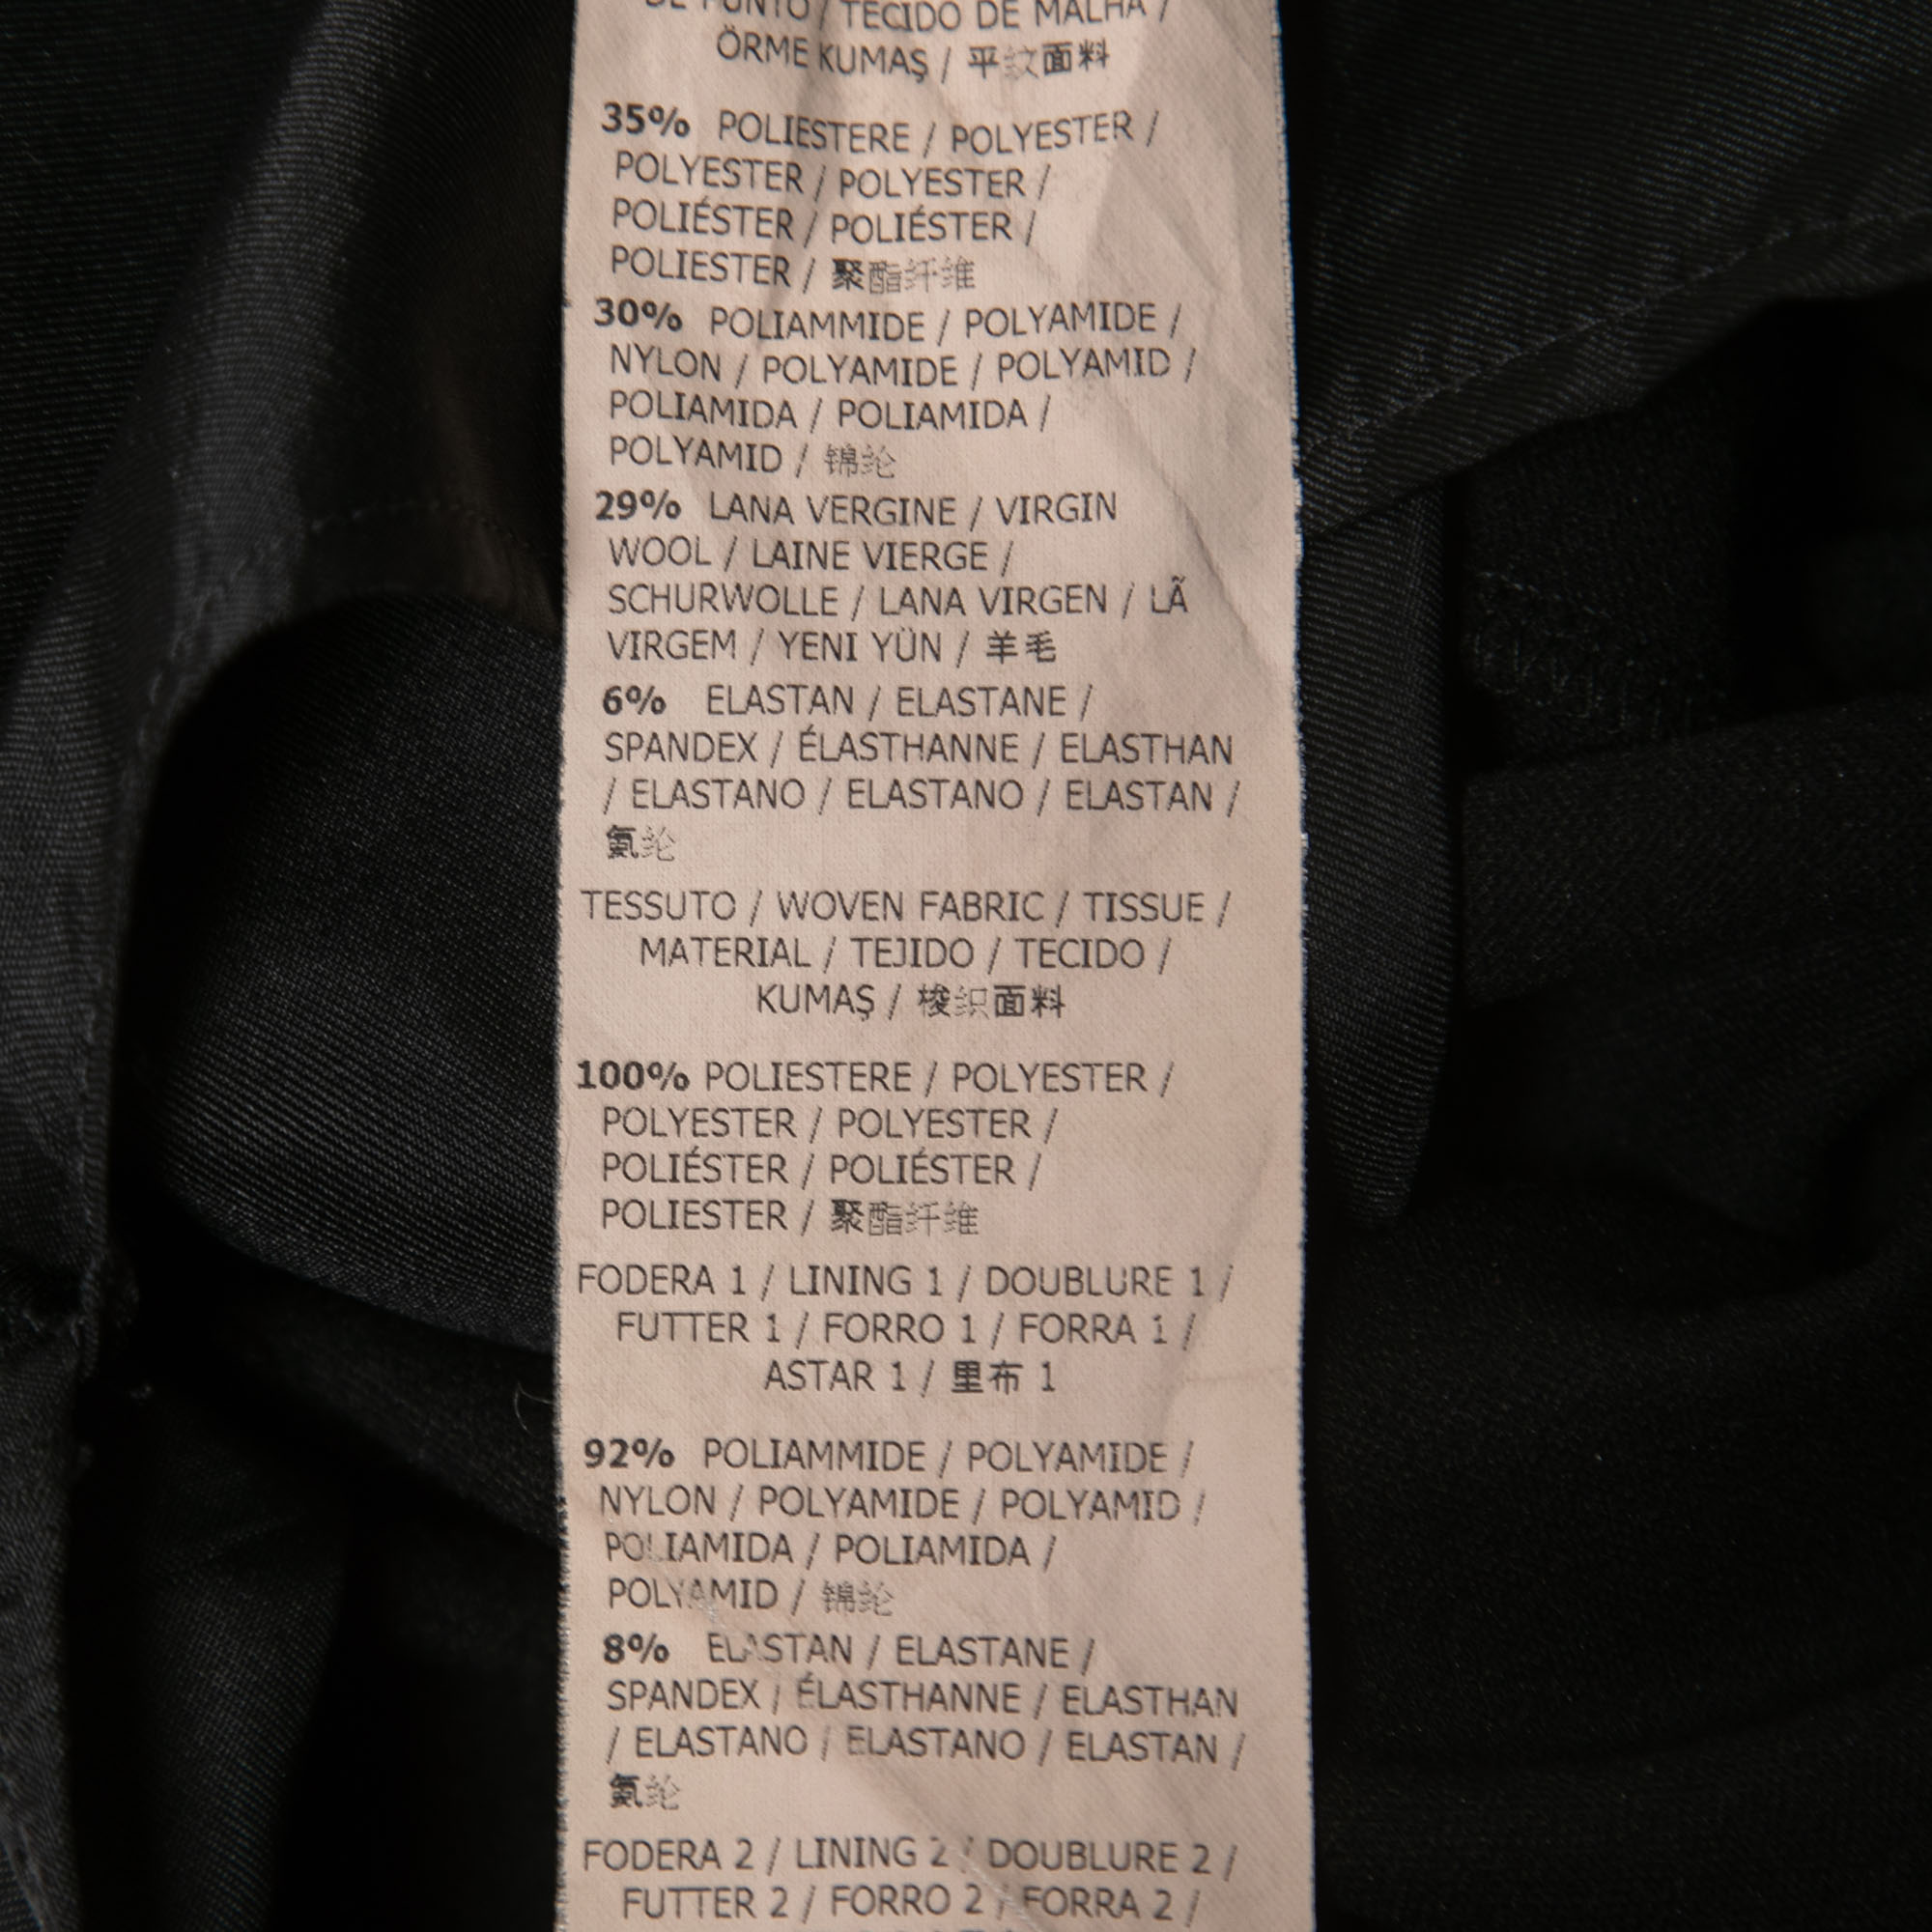 DE PUNTO / TECIDO DE MALHA /
ÖRME KUMAŞ / 平纹面料
35% POLIESTERE / POLYESTER /
POLYESTER / POLYESTER /
POLIÉSTER / POLIÉSTER /
POLIESTER / 聚酯纤维
30% POLIAMMIDE / POLYAMIDE /
NYLON / POLYAMIDE / POLYAMID /
POLIAMIDA / POLIAMIDA /
POLYAMID / 锦纶
29% LANA VERGINE / VIRGIN
WOOL / LAINE VIERGE /
SCHURWOLLE / LANA VIRGEN / LÃ
VIRGEM / YENI YÜN / 羊毛
6% ELASTAN / ELASTANE /
SPANDEX / ÉLASTHANNE / ELASTHAN
/ ELASTANO / ELASTANO / ELASTAN /
氨纶
TESSUTO / WOVEN FABRIC / TISSUE /
MATERIAL / TEJIDO / TECIDO /
KUMAŞ / 梭织面料
100% POLIESTERE / POLYESTER /
POLYESTER / POLYESTER /
POLIÉSTER / POLIÉSTER /
POLIESTER / 聚酯纤维
FODERA 1 / LINING 1 / DOUBLURE 1 /
FUTTER 1 / FORRO 1 / FORRA 1 /
ASTAR 1 / 里布 1
92% POLIAMMIDE / POLYAMIDE /
NYLON / POLYAMIDE / POLYAMID /
POLIAMIDA / POLIAMIDA /
POLYAMID / 锦纶
8% ELASTAN / ELASTANE /
SPANDEX / ÉLASTHANNE / ELASTHAN
/ ELASTANO / ELASTANO / ELASTAN /
氨纶
FODERA 2 / LINING 2 / DOUBLURE 2 /
FUTTER 2 / FORRO 2 / FORRA 2 /